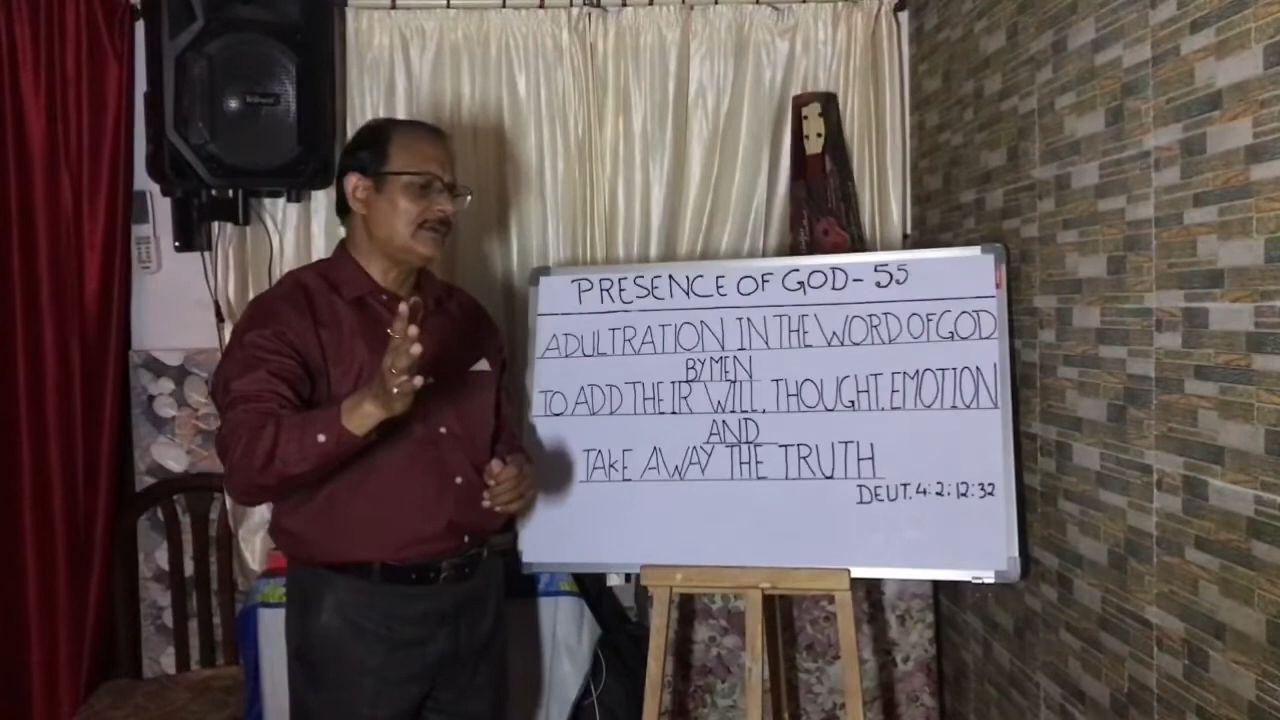 PRESENCE OF GOD - 55
ADULTRATION IN THE WORD OF GOD
BY MEN
TO ADD THEIR WILL, THOUGHT, EMOTION
AND
TAKE AWAY THE TRUTH
DEUT. 4:2; 12:32